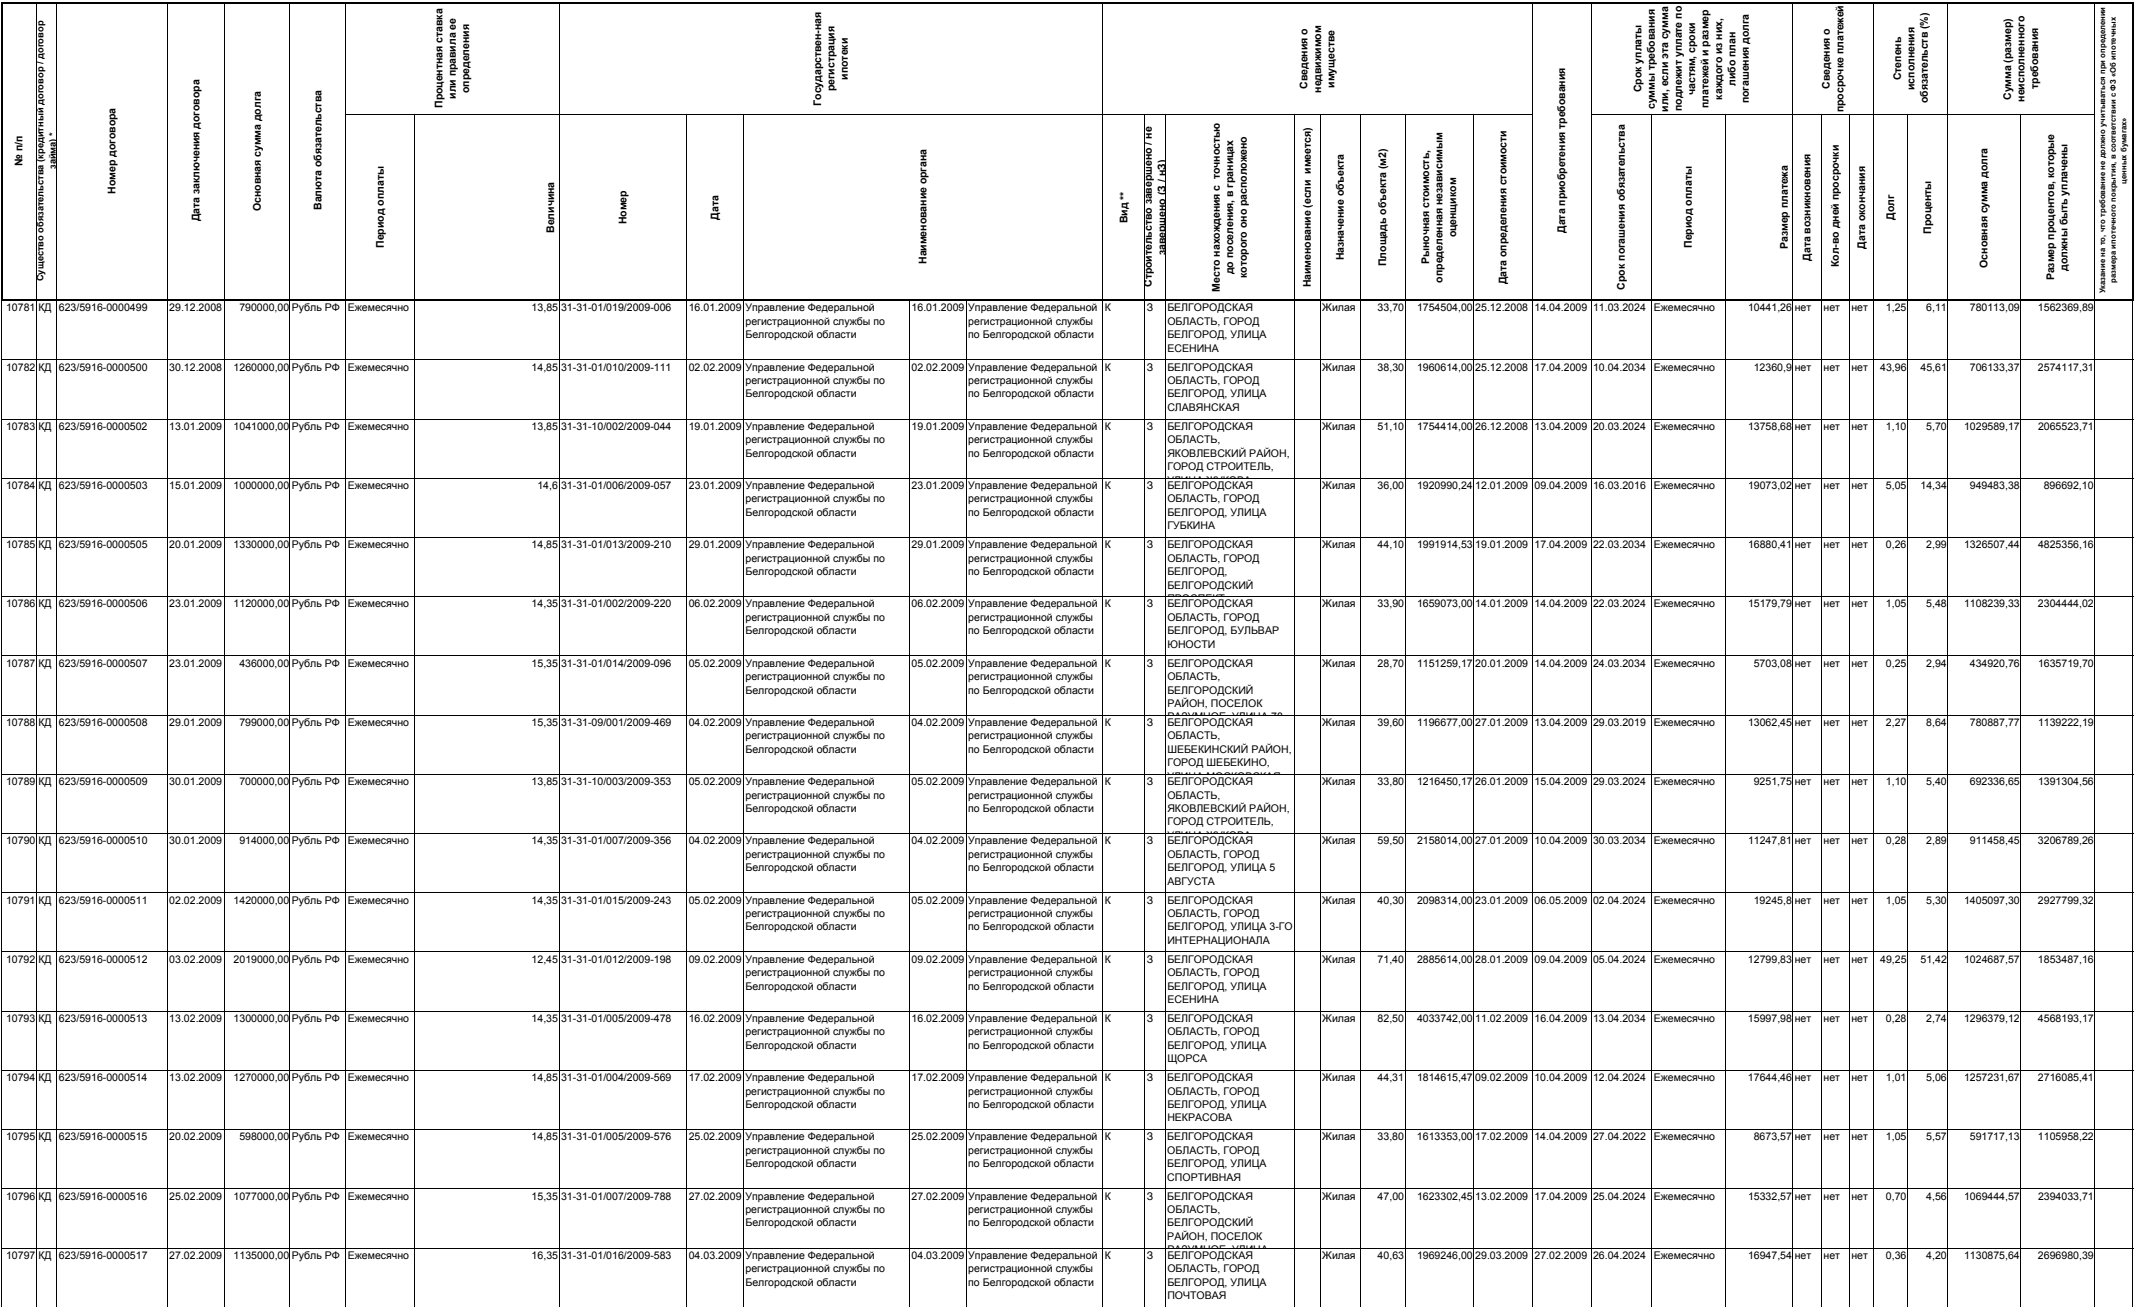 № п/п
Существо обязательства (кредитный договор / договор
займа) *
Номер договора
Дата заключения договора
Основная сумма долга
Валюта обязательства
Процентная ставка
или правила ее
определения
Период оплаты
Величина
Государствен-ная
регистрация
ипотеки
Номер
Дата
Наименование органа
Сведения о
недвижимом
имуществе
Вид **
Строительство завершено / не
завершено (З / нЗ)
Место нахождения с точностью
до поселения, в границах
которого оно расположено
Наименование (если имеется)
Назначение объекта
Площадь объекта (м2)
Рыночная стоимость,
определенная независимым
оценщиком
Дата определения стоимости
Дата приобретения требования
Срок уплаты
суммы требования
или, если эта сумма
подлежит уплате по
частям, сроки
платежей и размер
каждого из них,
либо план
погашения долга
Срок погашения обязательства
Период оплаты
Размер платежа
Сведения о
просрочке платежей
Дата возникновения
Кол-во дней просрочки
Дата окончания
Степень
исполнения
обязательств (%)
Долг
Проценты
Сумма (размер)
неисполненного
требования
Основная сумма долга
Размер процентов, которые
должны быть уплачены
Указание на то, что требование не должно учитываться при определении
размера ипотечного покрытия, в соответствии с ФЗ «Об ипотечных
ценных бумагах»
10781 КД 623/5916-0000499 29.12.2008 790000,00 Рубль РФ Ежемесячно 13,85 31-31-01/019/2009-006 16.01.2009 Управление Федеральной 16.01.2009 Управление Федеральной К З БЕЛГОРОДСКАЯ Жилая 33,70 1754504,00 25.12.2008 14.04.2009 11.03.2024 Ежемесячно 10441,26 нет нет нет 1,25 6,11 780113,09 1562369,89
регистрационной службы по регистрационной службы ОБЛАСТЬ, ГОРОД
Белгородской области по Белгородской области БЕЛГОРОД, УЛИЦА
ЕСЕНИНА
10782 КД 623/5916-0000500 30.12.2008 1260000,00 Рубль РФ Ежемесячно 14,85 31-31-01/010/2009-111 02.02.2009 Управление Федеральной 02.02.2009 Управление Федеральной К З БЕЛГОРОДСКАЯ Жилая 38,30 1960614,00 25.12.2008 17.04.2009 10.04.2034 Ежемесячно 12360,9 нет нет нет 43,96 45,61 706133,37 2574117,31
регистрационной службы по регистрационной службы ОБЛАСТЬ, ГОРОД
Белгородской области по Белгородской области БЕЛГОРОД, УЛИЦА
СЛАВЯНСКАЯ
10783 КД 623/5916-0000502 13.01.2009 1041000,00 Рубль РФ Ежемесячно 13,85 31-31-10/002/2009-044 19.01.2009 Управление Федеральной 19.01.2009 Управление Федеральной К З БЕЛГОРОДСКАЯ Жилая 51,10 1754414,00 26.12.2008 13.04.2009 20.03.2024 Ежемесячно 13758,68 нет нет нет 1,10 5,70 1029589,17 2065523,71
регистрационной службы по регистрационной службы ОБЛАСТЬ,
Белгородской области по Белгородской области ЯКОВЛЕВСКИЙ РАЙОН,
ГОРОД СТРОИТЕЛЬ,
10784 КД 623/5916-0000503 15.01.2009 1000000,00 Рубль РФ Ежемесячно 14,6 31-31-01/006/2009-057 23.01.2009 Управление Федеральной 23.01.2009 Управление Федеральной К З БЕЛГОРОДСКАЯ Жилая 36,00 1920990,24 12.01.2009 09.04.2009 16.03.2016 Ежемесячно 19073,02 нет нет нет 5,05 14,34 949483,38 896692,10
регистрационной службы по регистрационной службы ОБЛАСТЬ, ГОРОД
Белгородской области по Белгородской области БЕЛГОРОД, УЛИЦА
ГУБКИНА
10785 КД 623/5916-0000505 20.01.2009 1330000,00 Рубль РФ Ежемесячно 14,85 31-31-01/013/2009-210 29.01.2009 Управление Федеральной 29.01.2009 Управление Федеральной К З БЕЛГОРОДСКАЯ Жилая 44,10 1991914,53 19.01.2009 17.04.2009 22.03.2034 Ежемесячно 16880,41 нет нет нет 0,26 2,99 1326507,44 4825356,16
регистрационной службы по регистрационной службы ОБЛАСТЬ, ГОРОД
Белгородской области по Белгородской области БЕЛГОРОД,
БЕЛГОРОДСКИЙ
10786 КД 623/5916-0000506 23.01.2009 1120000,00 Рубль РФ Ежемесячно 14,35 31-31-01/002/2009-220 06.02.2009 Управление Федеральной 06.02.2009 Управление Федеральной К З БЕЛГОРОДСКАЯ Жилая 33,90 1659073,00 14.01.2009 14.04.2009 22.03.2024 Ежемесячно 15179,79 нет нет нет 1,05 5,48 1108239,33 2304444,02
регистрационной службы по регистрационной службы ОБЛАСТЬ, ГОРОД
Белгородской области по Белгородской области БЕЛГОРОД, БУЛЬВАР
ЮНОСТИ
10787 КД 623/5916-0000507 23.01.2009 436000,00 Рубль РФ Ежемесячно 15,35 31-31-01/014/2009-096 05.02.2009 Управление Федеральной 05.02.2009 Управление Федеральной К З БЕЛГОРОДСКАЯ Жилая 28,70 1151259,17 20.01.2009 14.04.2009 24.03.2034 Ежемесячно 5703,08 нет нет нет 0,25 2,94 434920,76 1635719,70
регистрационной службы по регистрационной службы ОБЛАСТЬ,
Белгородской области по Белгородской области БЕЛГОРОДСКИЙ
РАЙОН, ПОСЕЛОК
10788 КД 623/5916-0000508 29.01.2009 799000,00 Рубль РФ Ежемесячно 15,35 31-31-09/001/2009-469 04.02.2009 Управление Федеральной 04.02.2009 Управление Федеральной К З БЕЛГОРОДСКАЯ Жилая 39,60 1196677,00 27.01.2009 13.04.2009 29.03.2019 Ежемесячно 13062,45 нет нет нет 2,27 8,64 780887,77 1139222,19
регистрационной службы по регистрационной службы ОБЛАСТЬ,
Белгородской области по Белгородской области ШЕБЕКИНСКИЙ РАЙОН,
ГОРОД ШЕБЕКИНО,
10789 КД 623/5916-0000509 30.01.2009 700000,00 Рубль РФ Ежемесячно 13,85 31-31-10/003/2009-353 05.02.2009 Управление Федеральной 05.02.2009 Управление Федеральной К З БЕЛГОРОДСКАЯ Жилая 33,80 1216450,17 26.01.2009 15.04.2009 29.03.2024 Ежемесячно 9251,75 нет нет нет 1,10 5,40 692336,65 1391304,56
регистрационной службы по регистрационной службы ОБЛАСТЬ,
Белгородской области по Белгородской области ЯКОВЛЕВСКИЙ РАЙОН,
ГОРОД СТРОИТЕЛЬ,
10790 КД 623/5916-0000510 30.01.2009 914000,00 Рубль РФ Ежемесячно 14,35 31-31-01/007/2009-356 04.02.2009 Управление Федеральной 04.02.2009 Управление Федеральной К З БЕЛГОРОДСКАЯ Жилая 59,50 2158014,00 27.01.2009 10.04.2009 30.03.2034 Ежемесячно 11247,81 нет нет нет 0,28 2,89 911458,45 3206789,26
регистрационной службы по регистрационной службы ОБЛАСТЬ, ГОРОД
Белгородской области по Белгородской области БЕЛГОРОД, УЛИЦА 5
АВГУСТА
10791 КД 623/5916-0000511 02.02.2009 1420000,00 Рубль РФ Ежемесячно 14,35 31-31-01/015/2009-243 05.02.2009 Управление Федеральной 05.02.2009 Управление Федеральной К З БЕЛГОРОДСКАЯ Жилая 40,30 2098314,00 23.01.2009 06.05.2009 02.04.2024 Ежемесячно 19245,8 нет нет нет 1,05 5,30 1405097,30 2927799,32
регистрационной службы по регистрационной службы ОБЛАСТЬ, ГОРОД
Белгородской области по Белгородской области БЕЛГОРОД, УЛИЦА 3-ГО
ИНТЕРНАЦИОНАЛА
10792 КД 623/5916-0000512 03.02.2009 2019000,00 Рубль РФ Ежемесячно 12,45 31-31-01/012/2009-198 09.02.2009 Управление Федеральной 09.02.2009 Управление Федеральной К З БЕЛГОРОДСКАЯ Жилая 71,40 2885614,00 28.01.2009 09.04.2009 05.04.2024 Ежемесячно 12799,83 нет нет нет 49,25 51,42 1024687,57 1853487,16
регистрационной службы по регистрационной службы ОБЛАСТЬ, ГОРОД
Белгородской области по Белгородской области БЕЛГОРОД, УЛИЦА
ЕСЕНИНА
10793 КД 623/5916-0000513 13.02.2009 1300000,00 Рубль РФ Ежемесячно 14,35 31-31-01/005/2009-478 16.02.2009 Управление Федеральной 16.02.2009 Управление Федеральной К З БЕЛГОРОДСКАЯ Жилая 82,50 4033742,00 11.02.2009 16.04.2009 13.04.2034 Ежемесячно 15997,98 нет нет нет 0,28 2,74 1296379,12 4568193,17
регистрационной службы по регистрационной службы ОБЛАСТЬ, ГОРОД
Белгородской области по Белгородской области БЕЛГОРОД, УЛИЦА
ЩОРСА
10794 КД 623/5916-0000514 13.02.2009 1270000,00 Рубль РФ Ежемесячно 14,85 31-31-01/004/2009-569 17.02.2009 Управление Федеральной 17.02.2009 Управление Федеральной К З БЕЛГОРОДСКАЯ Жилая 44,31 1814615,47 09.02.2009 10.04.2009 12.04.2024 Ежемесячно 17644,46 нет нет нет 1,01 5,06 1257231,67 2716085,41
регистрационной службы по регистрационной службы ОБЛАСТЬ, ГОРОД
Белгородской области по Белгородской области БЕЛГОРОД, УЛИЦА
НЕКРАСОВА
10795 КД 623/5916-0000515 20.02.2009 598000,00 Рубль РФ Ежемесячно 14,85 31-31-01/005/2009-576 25.02.2009 Управление Федеральной 25.02.2009 Управление Федеральной К З БЕЛГОРОДСКАЯ Жилая 33,80 1613353,00 17.02.2009 14.04.2009 27.04.2022 Ежемесячно 8673,57 нет нет нет 1,05 5,57 591717,13 1105958,22
регистрационной службы по регистрационной службы ОБЛАСТЬ, ГОРОД
Белгородской области по Белгородской области БЕЛГОРОД, УЛИЦА
СПОРТИВНАЯ
10796 КД 623/5916-0000516 25.02.2009 1077000,00 Рубль РФ Ежемесячно 15,35 31-31-01/007/2009-788 27.02.2009 Управление Федеральной 27.02.2009 Управление Федеральной К З БЕЛГОРОДСКАЯ Жилая 47,00 1623302,45 13.02.2009 17.04.2009 25.04.2024 Ежемесячно 15332,57 нет нет нет 0,70 4,56 1069444,57 2394033,71
регистрационной службы по регистрационной службы ОБЛАСТЬ,
Белгородской области по Белгородской области БЕЛГОРОДСКИЙ
РАЙОН, ПОСЕЛОК
10797 КД 623/5916-0000517 27.02.2009 1135000,00 Рубль РФ Ежемесячно 16,35 31-31-01/016/2009-583 04.03.2009 Управление Федеральной 04.03.2009 Управление Федеральной К З БЕЛГОРОДСКАЯ Жилая 40,63 1969246,00 29.03.2009 27.02.2009 26.04.2024 Ежемесячно 16947,54 нет нет нет 0,36 4,20 1130875,64 2696980,39
регистрационной службы по регистрационной службы ОБЛАСТЬ, ГОРОД
Белгородской области по Белгородской области БЕЛГОРОД, УЛИЦА
ПОЧТОВАЯ